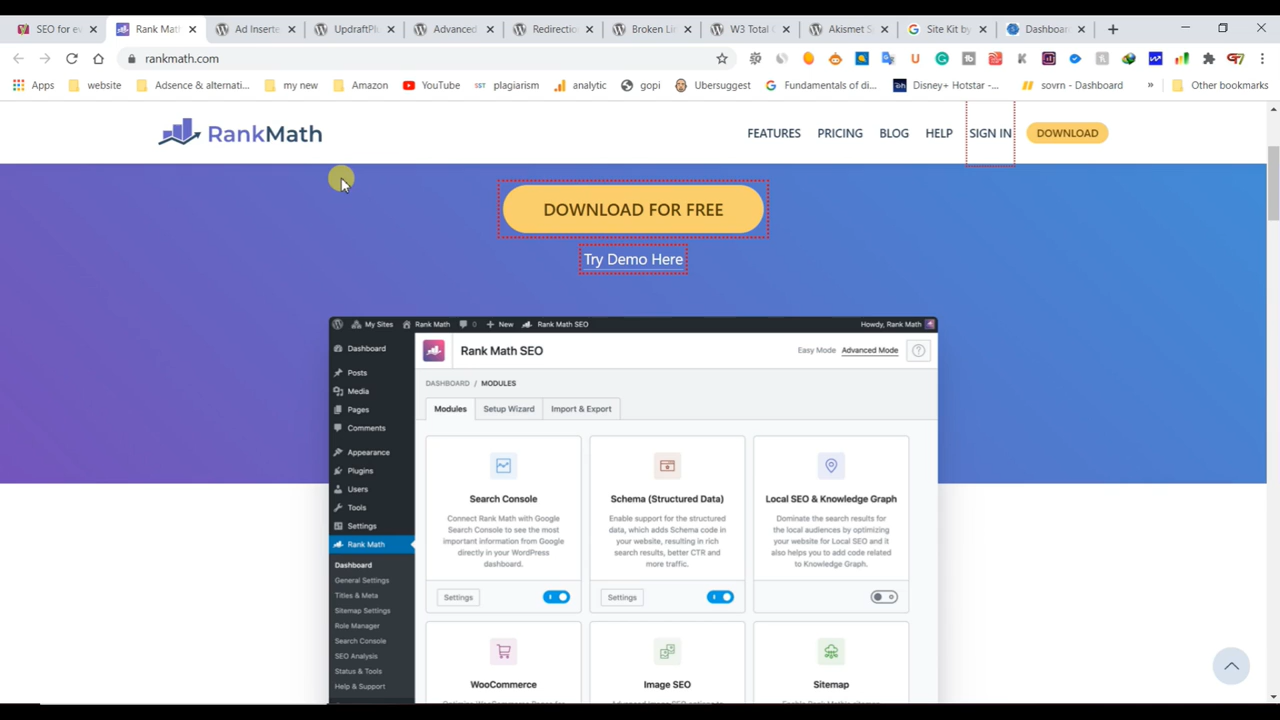 SEO for ev
Rank Math
Ad Inserte
UpdraftPl
Advanced
Redirectio
Broken Lin
W3 Total C
Akismet S
Site Kit by
Dashboard
rankmath.com
Apps
website
Adsence & alternati...
my new
Amazon
YouTube
SST plagiarism
analytic
gopi
Ubersuggest
Fundamentals of di...
Disney+ Hotstar -...
sovrn - Dashboard
»
Other bookmarks
RankMath
FEATURES
PRICING
BLOG
HELP
SIGN IN
DOWNLOAD
DOWNLOAD FOR FREE
Try Demo Here
My Sites
Rank Math
0
New
Rank Math SEO
Howdy, Rank Math
Dashboard
Posts
Media
Pages
Comments
Appearance
Plugins
Users
Tools
Settings
Rank Math
Dashboard
General Settings
Titles & Meta
Sitemap Settings
Role Manager
Search Console
SEO Analysis
Status & Tools
Help & Support
Rank Math SEO
Easy Mode
Advanced Mode
DASHBOARD / MODULES
Modules
Setup Wizard
Import & Export
Search Console
Connect Rank Math with Google
Search Console to see the most
important information from Google
directly in your WordPress
dashboard.
Settings
Schema (Structured Data)
Enable support for the structured
data, which adds Schema code in
your website, resulting in rich
search results, better CTR and
more traffic.
Settings
Local SEO & Knowledge Graph
Dominate the search results for
the local audiences by optimizing
your website for Local SEO and it
also helps you to add code related
to Knowledge Graph.
WooCommerce
Image SEO
Sitemap